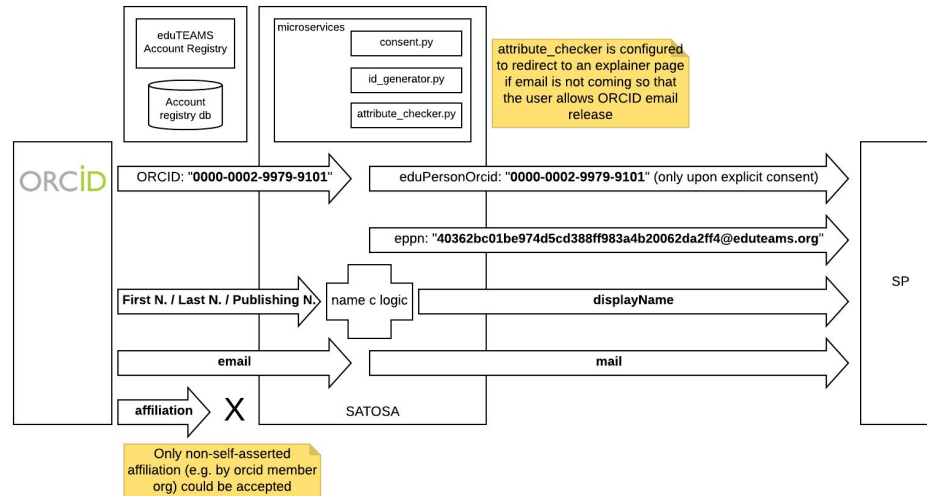 eduTEAMS
Account Registry
Account
registry db
microservices
consent.py
id_generator.py
attribute_checker.py
attribute_checker is configured
to redirect to an explainer page
if email is not coming so that
the user allows ORCID email
release
ORCiD
ORCID: "0000-0002-9979-9101"
eduPersonOrcid: "0000-0002-9979-9101" (only upon explicit consent)
eppn: "40362bc01be974d5cd388ff983a4b20062da2ff4@eduteams.org"
SP
First N. / Last N. / Publishing N.
name c logic
displayName
email
mail
affiliation
X
SATOSA
Only non-self-asserted
affiliation (e.g. by orcid member
org) could be accepted